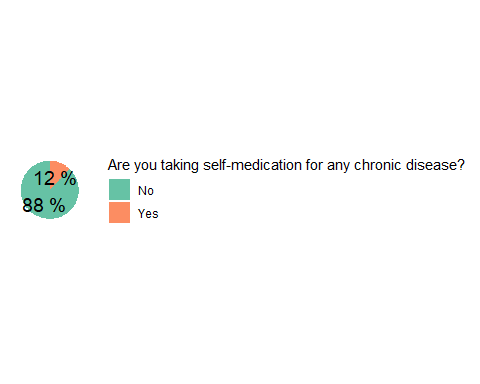 Are you taking self-medication for any chronic disease?
12 %
No
88 %
Yes